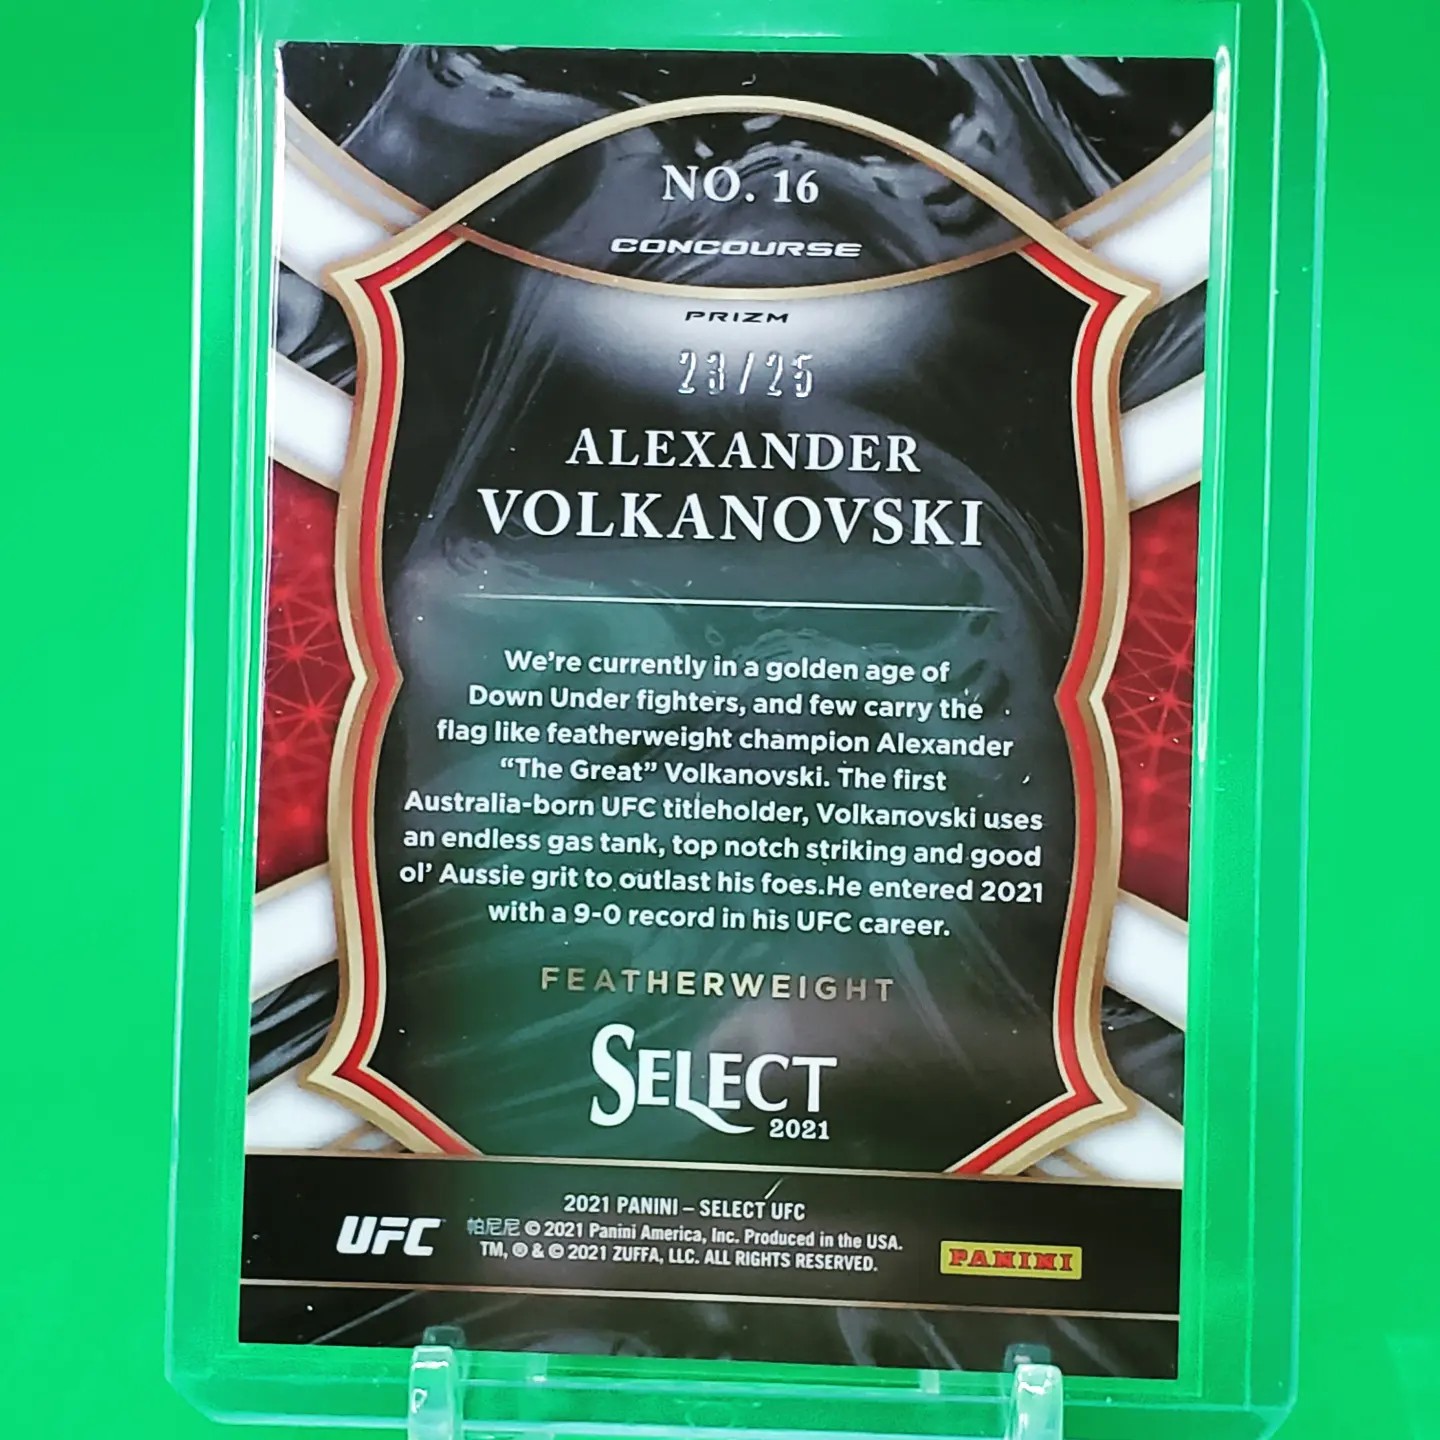 NO. 16
CONCOURSE
PRIZM
23/25
ALEXANDER
VOLKANOVSKI
We're currently in a golden age of
Down Under fighters, and few carry the
flag like featherweight champion Alexander
“The Great” Volkanovski. The first
Australia-born UFC titleholder, Volkanovski uses
an endless gas tank, top notch striking and good
ol’ Aussie grit to outlast his foes.He entered 2021
with a 9-0 record in his UFC career.
FEATHERWEIGHT
SELECT
2021
2021 PANINI – SELECT UFC
帕尼尼 © 2021 Panini America, Inc. Produced in the USA.
TM, ® & © 2021 ZUFFA, LLC. ALL RIGHTS RESERVED.
UFC
PANINI